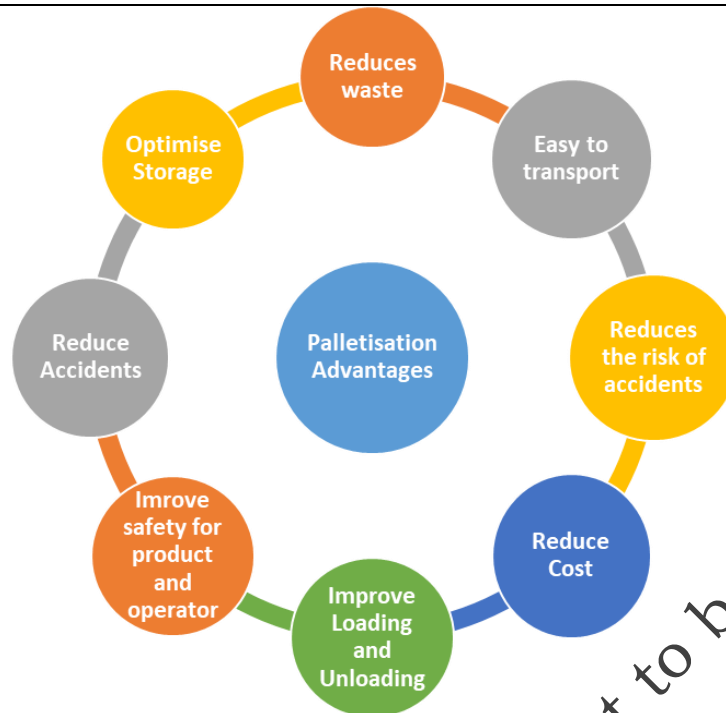 Reduces
waste
Easy to
transport
Reduces
the risk of
accidents
Reduce
Cost
Improve
Loading
and
Unloading
Imrove
safety for
product
and
operator
Reduce
Accidents
Optimise
Storage
Palletisation
Advantages
to